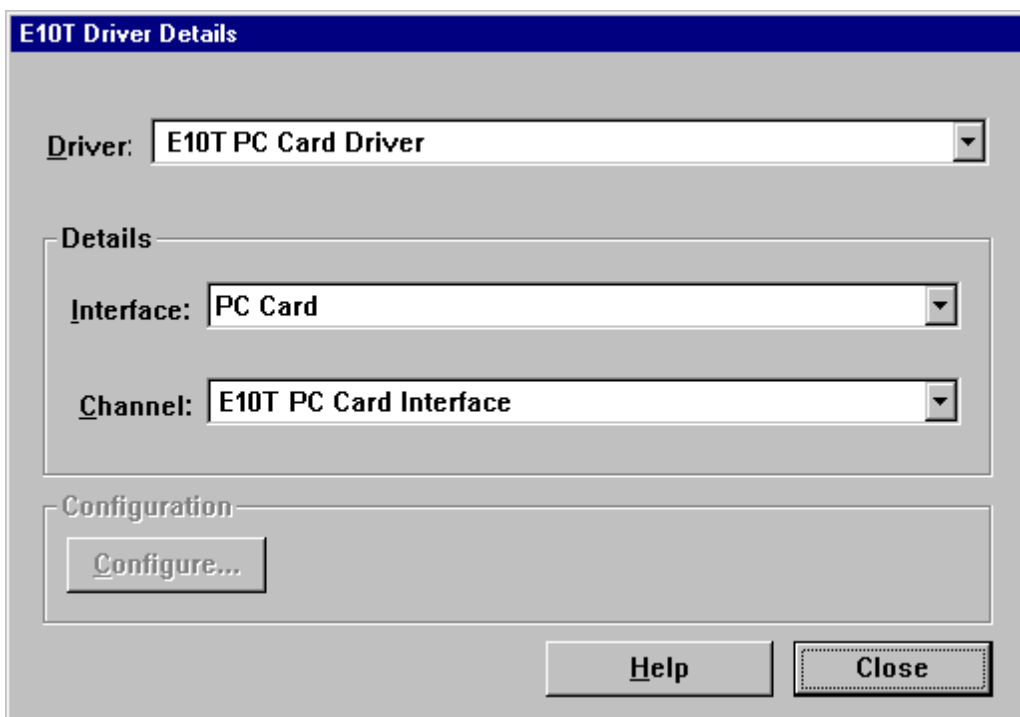 E10T Driver Details
Driver: E10T PC Card Driver
Details
Interface: PC Card
Channel: E10T PC Card Interface
Configuration
Configure...
Help Close